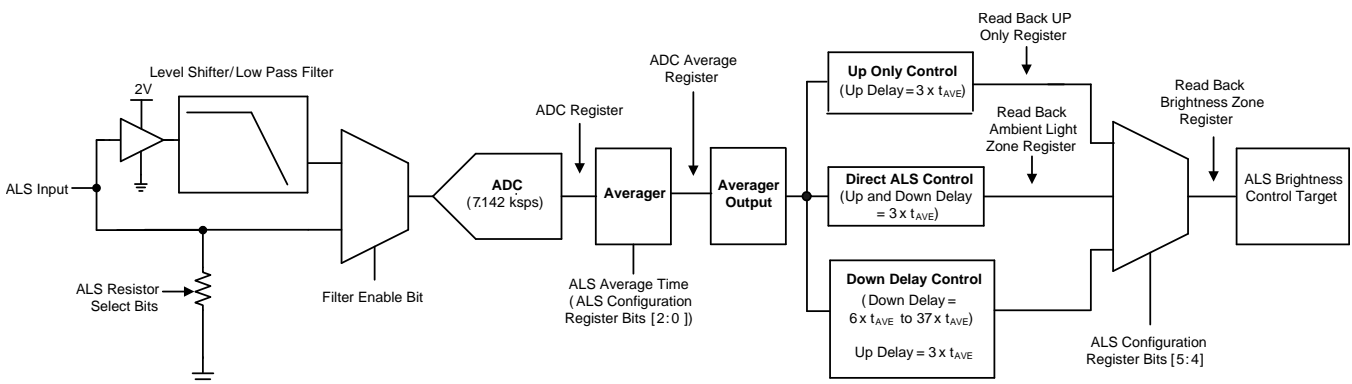 Level Shifter/Low Pass Filter
2V
ALS Input
ALS Resistor
Select Bits
Filter Enable Bit
ADC
(7.142 ksps)
ADC Register
Averager
ALS Average Time
(ALS Configuration
Register Bits [2:0])
ADC Average
Register
Averager
Output
Up Only Control
(Up Delay = 3 x tAVE)
Read Back UP
Only Register
Direct ALS Control
(Up and Down Delay
= 3 x tAVE)
Read Back
Ambient Light
Zone Register
Down Delay Control
(Down Delay =
6 x tAVE to 37 x tAVE)
Up Delay = 3 x tAVE
ALS Configuration
Register Bits [5:4]
Read Back
Brightness Zone
Register
ALS Brightness
Control Target